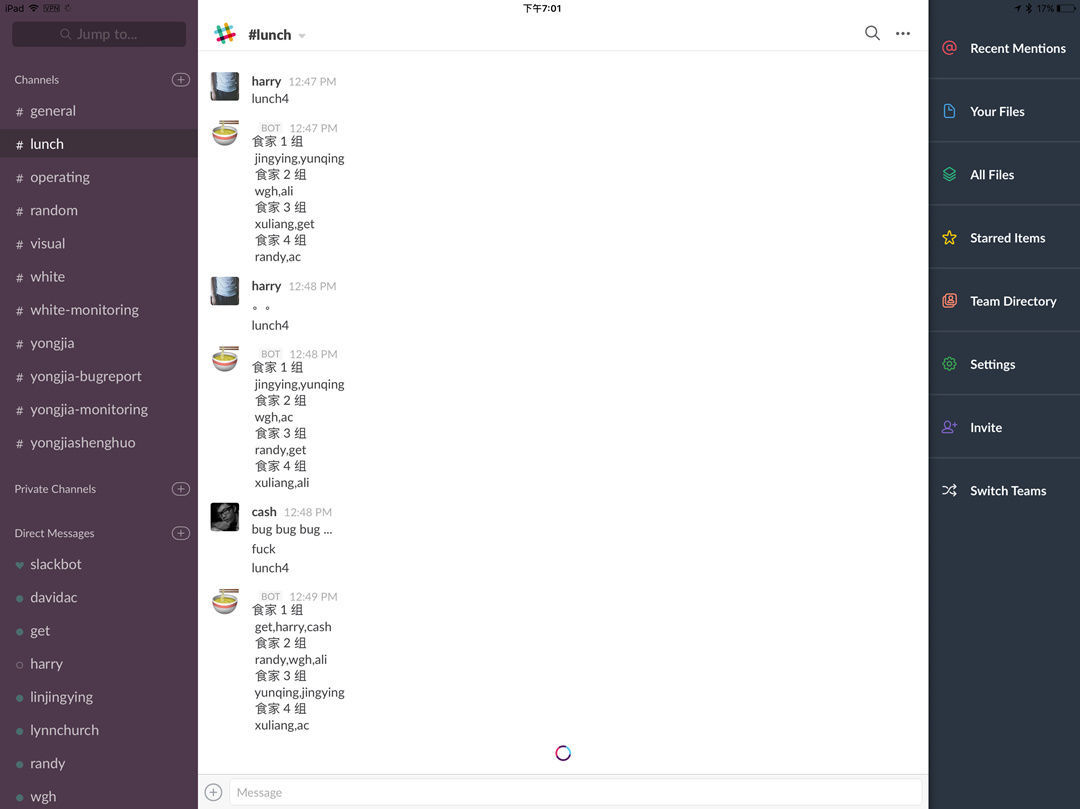 iPad VPN
下午7:01
17%
Jump to...
Channels
# general
# lunch
# operating
# random
# visual
# white
# white-monitoring
# yongjia
# yongjia-bugreport
# yongjia-monitoring
# yongjiashenghuo
Private Channels
Direct Messages
slackbot
davidac
get
harry
linjingying
lynnchurch
randy
wgh
#lunch
harry 12:47 PM
lunch4
BOT 12:47 PM
食家 1 组
jingying,yunqing
食家 2 组
wgh,ali
食家 3 组
xuliang,get
食家 4 组
randy,ac
harry 12:48 PM
。。
lunch4
BOT 12:48 PM
食家 1 组
jingying,yunqing
食家 2 组
wgh,ac
食家 3 组
randy,get
食家 4 组
xuliang,ali
cash 12:48 PM
bug bug bug ...
fuck
lunch4
BOT 12:49 PM
食家 1 组
get,harry,cash
食家 2 组
randy,wgh,ali
食家 3 组
yunqing,jingying
食家 4 组
xuliang,ac
Message
Recent Mentions
Your Files
All Files
Starred Items
Team Directory
Settings
Invite
Switch Teams